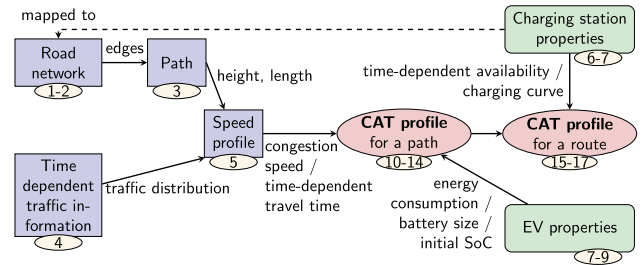 mapped to
Road
network
1-2
edges
Path
3
height, length
Charging station
properties
6-7
time-dependent availability /
charging curve
Speed
profile
5
congestion
speed /
time-dependent
travel time
CAT profile
for a path
10-14
CAT profile
for a route
15-17
Time
dependent
traffic in-
formation
4
traffic distribution
energy
consumption /
battery size /
initial SoC
EV properties
7-9